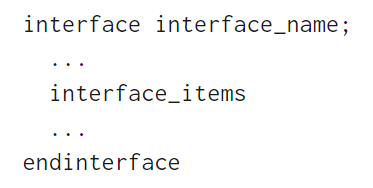 interface interface_name;
  ...
  interface_items
  ...
endinterface